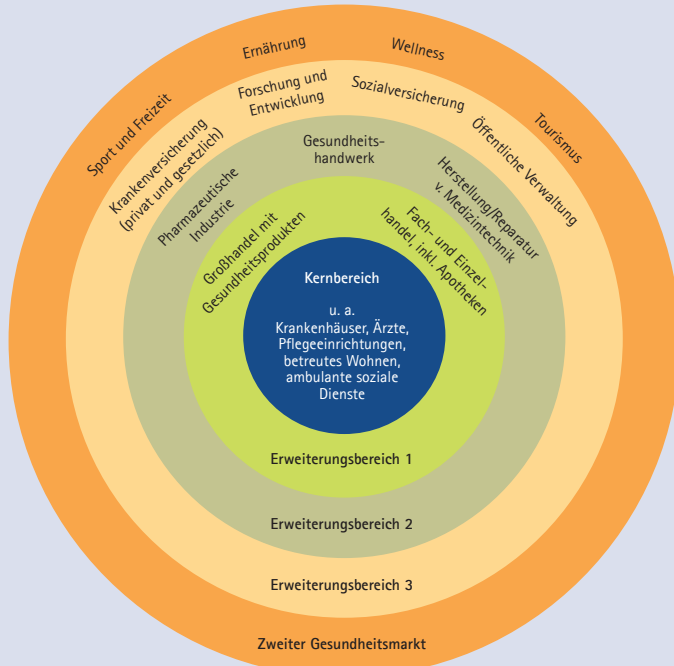 Ernährung
Wellness
Sport und Freizeit
Tourismus
Forschung und
Entwicklung
Sozialversicherung
Krankenversicherung
(privat und gesetzlich)
Öffentliche Verwaltung
Gesundheits-
handwerk
Pharmazeutische
Industrie
Herstellung/Reparatur
v. Medizintechnik
Großhandel mit
Gesundheitsprodukten
Fach- und Einzel-
handel, inkl. Apotheken
Kernbereich
u. a.
Krankenhäuser, Ärzte,
Pflegeeinrichtungen,
betreutes Wohnen,
ambulante soziale
Dienste
Erweiterungsbereich 1
Erweiterungsbereich 2
Erweiterungsbereich 3
Zweiter Gesundheitsmarkt